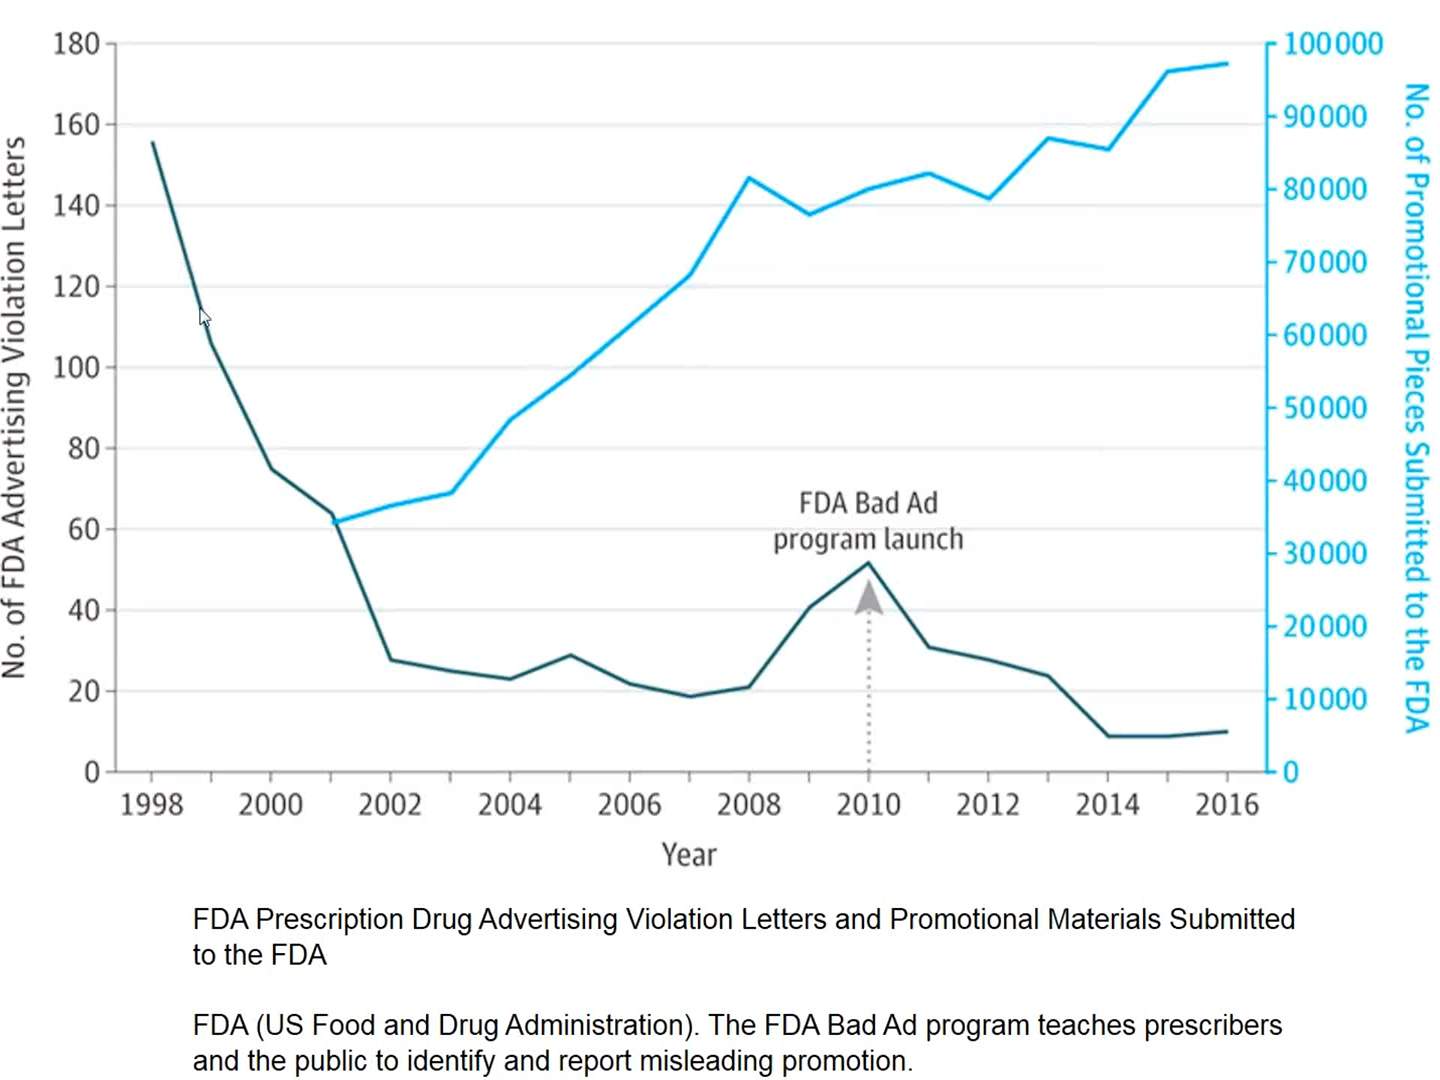 No. of FDA Advertising Violation Letters
180
160
140
120
100
80
60
40
20
0
100000
90000
80000
70000
60000
50000
40000
30000
20000
10000
0
No. of Promotional Pieces Submitted to the FDA
FDA Bad Ad
program launch
1998 2000 2002 2004 2006 2008 2010 2012 2014 2016
Year
FDA Prescription Drug Advertising Violation Letters and Promotional Materials Submitted
to the FDA
FDA (US Food and Drug Administration). The FDA Bad Ad program teaches prescribers
and the public to identify and report misleading promotion.